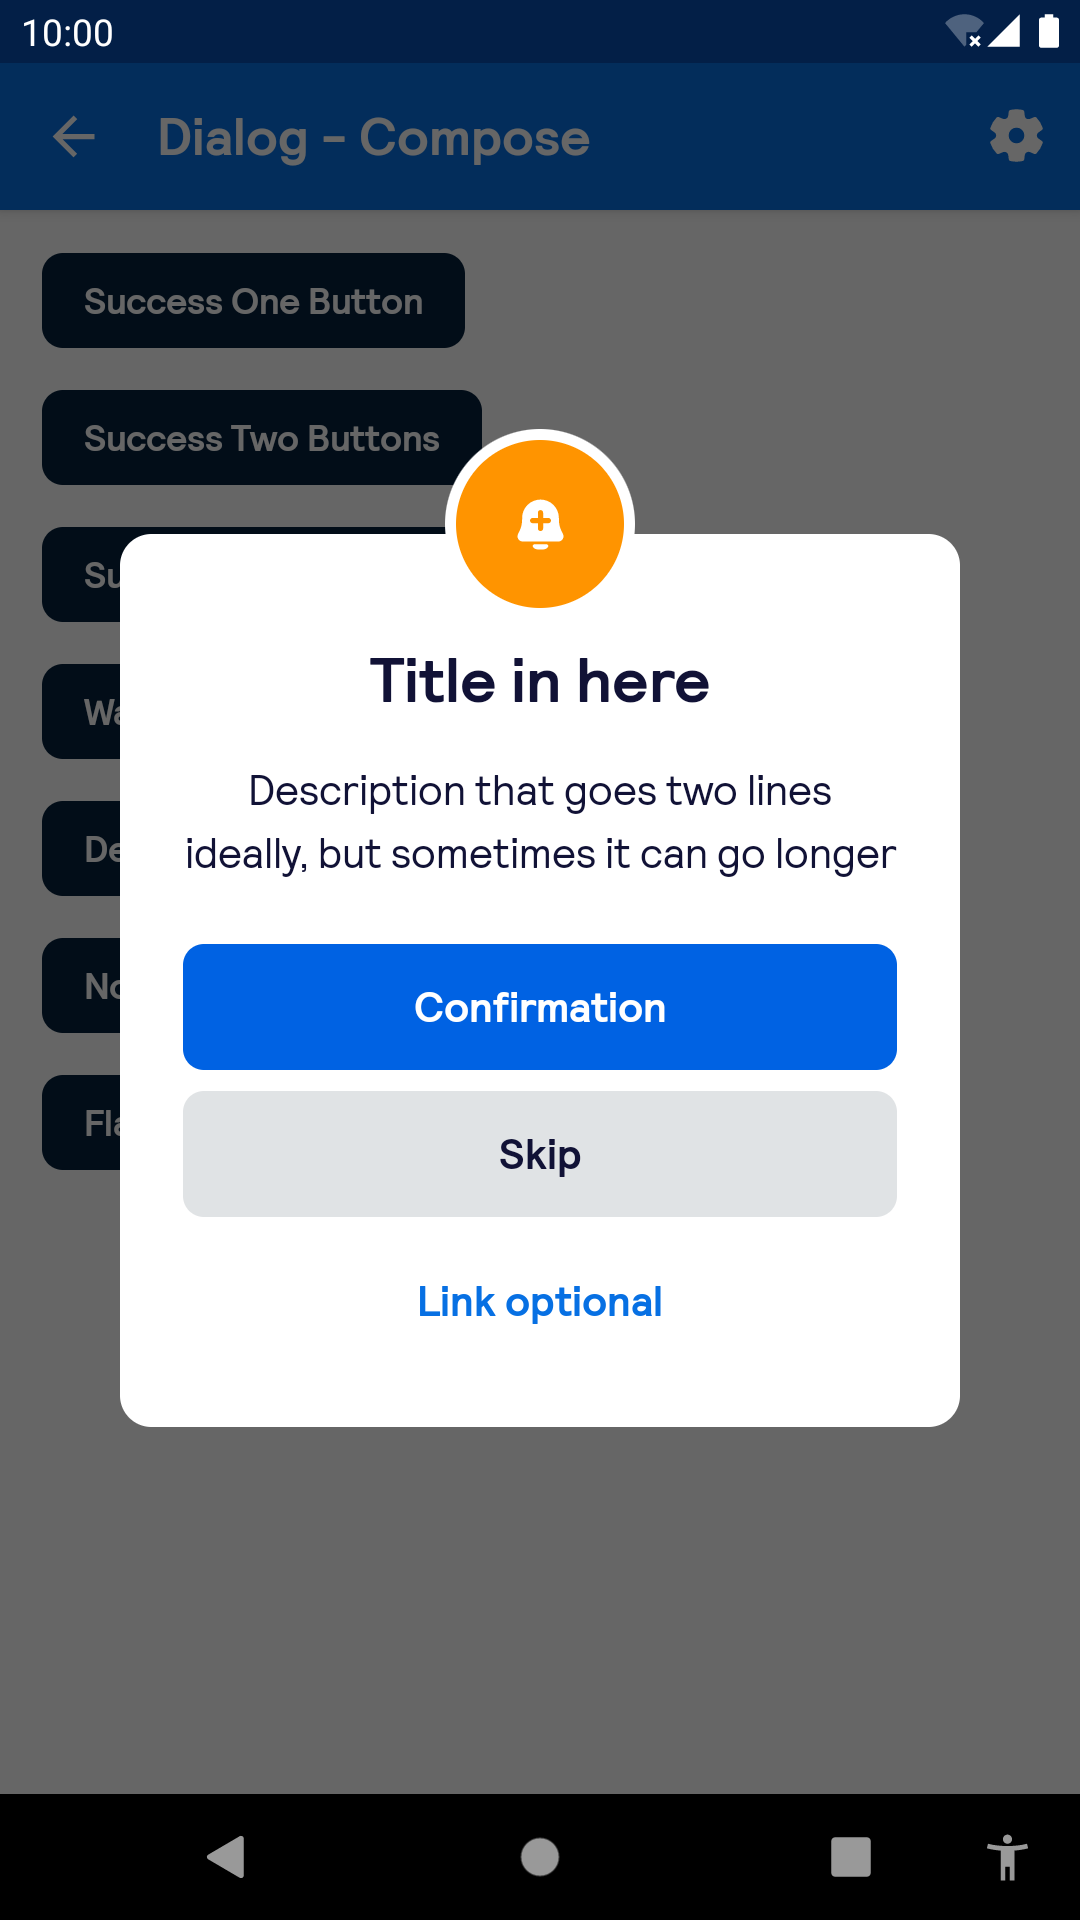 10:00
Dialog - Compose
Success One Button
Success Two Buttons
Title in here
Description that goes two lines
ideally, but sometimes it can go longer
Confirmation
Skip
Link optional